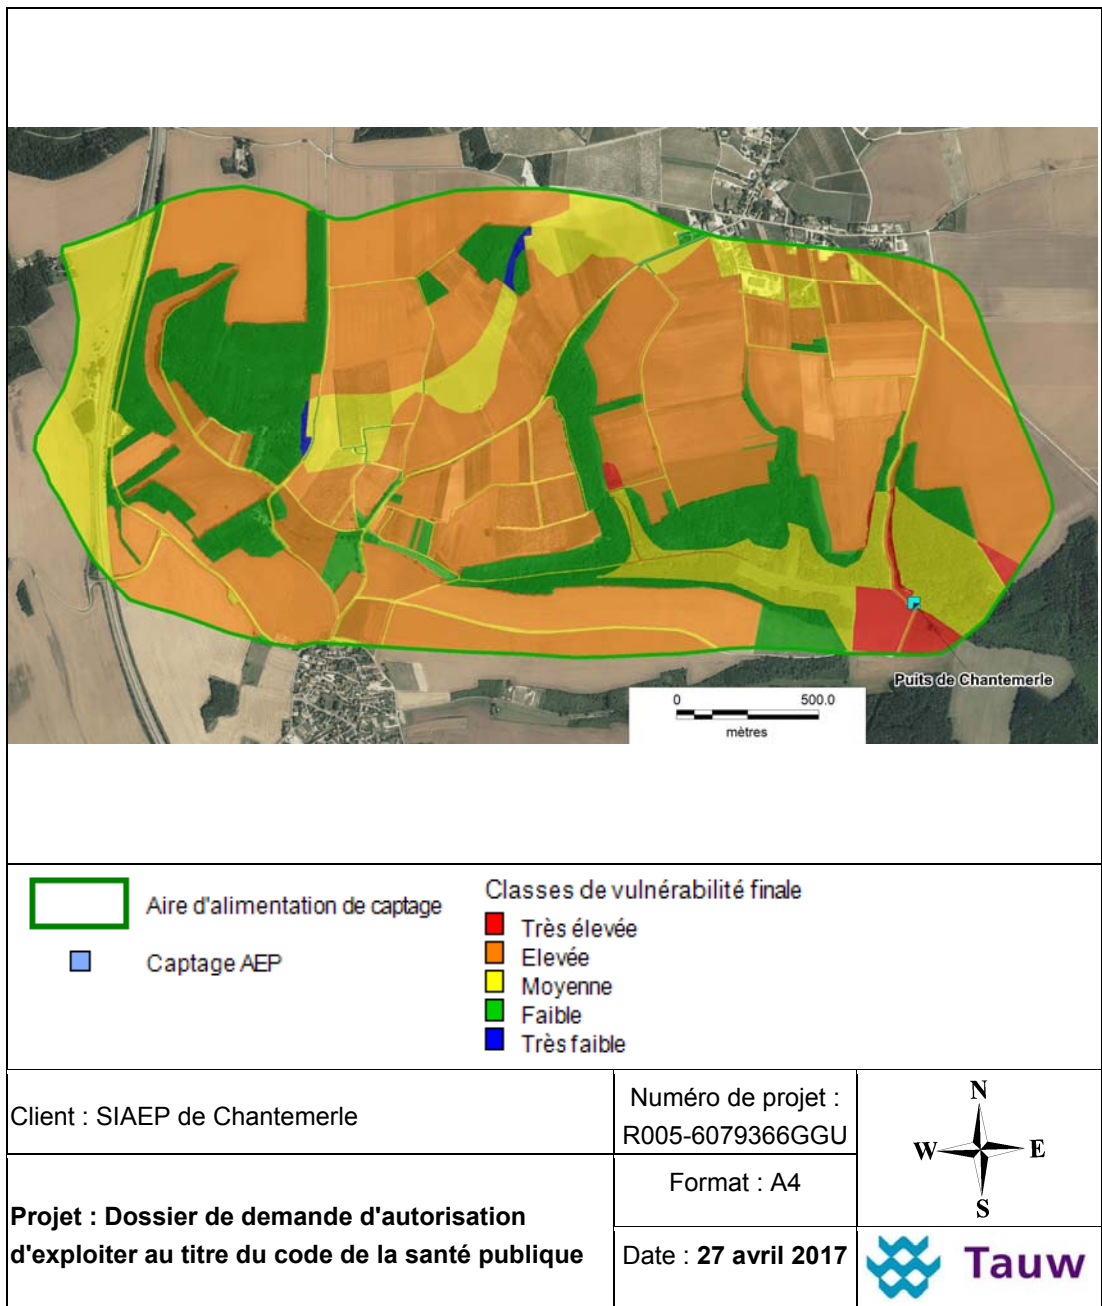 Puits de Chantemerle
0 500.0
mètres
Aire d'alimentation de captage
Captage AEP
Classes de vulnérabilité finale
Très élevée
Elevée
Moyenne
Faible
Très faible
Client : SIAEP de Chantemerle
Numéro de projet :
R005-6079366GGU
Projet : Dossier de demande d'autorisation
d'exploiter au titre du code de la santé publique
Format : A4
Date : 27 avril 2017
N
W E
S
Tauw